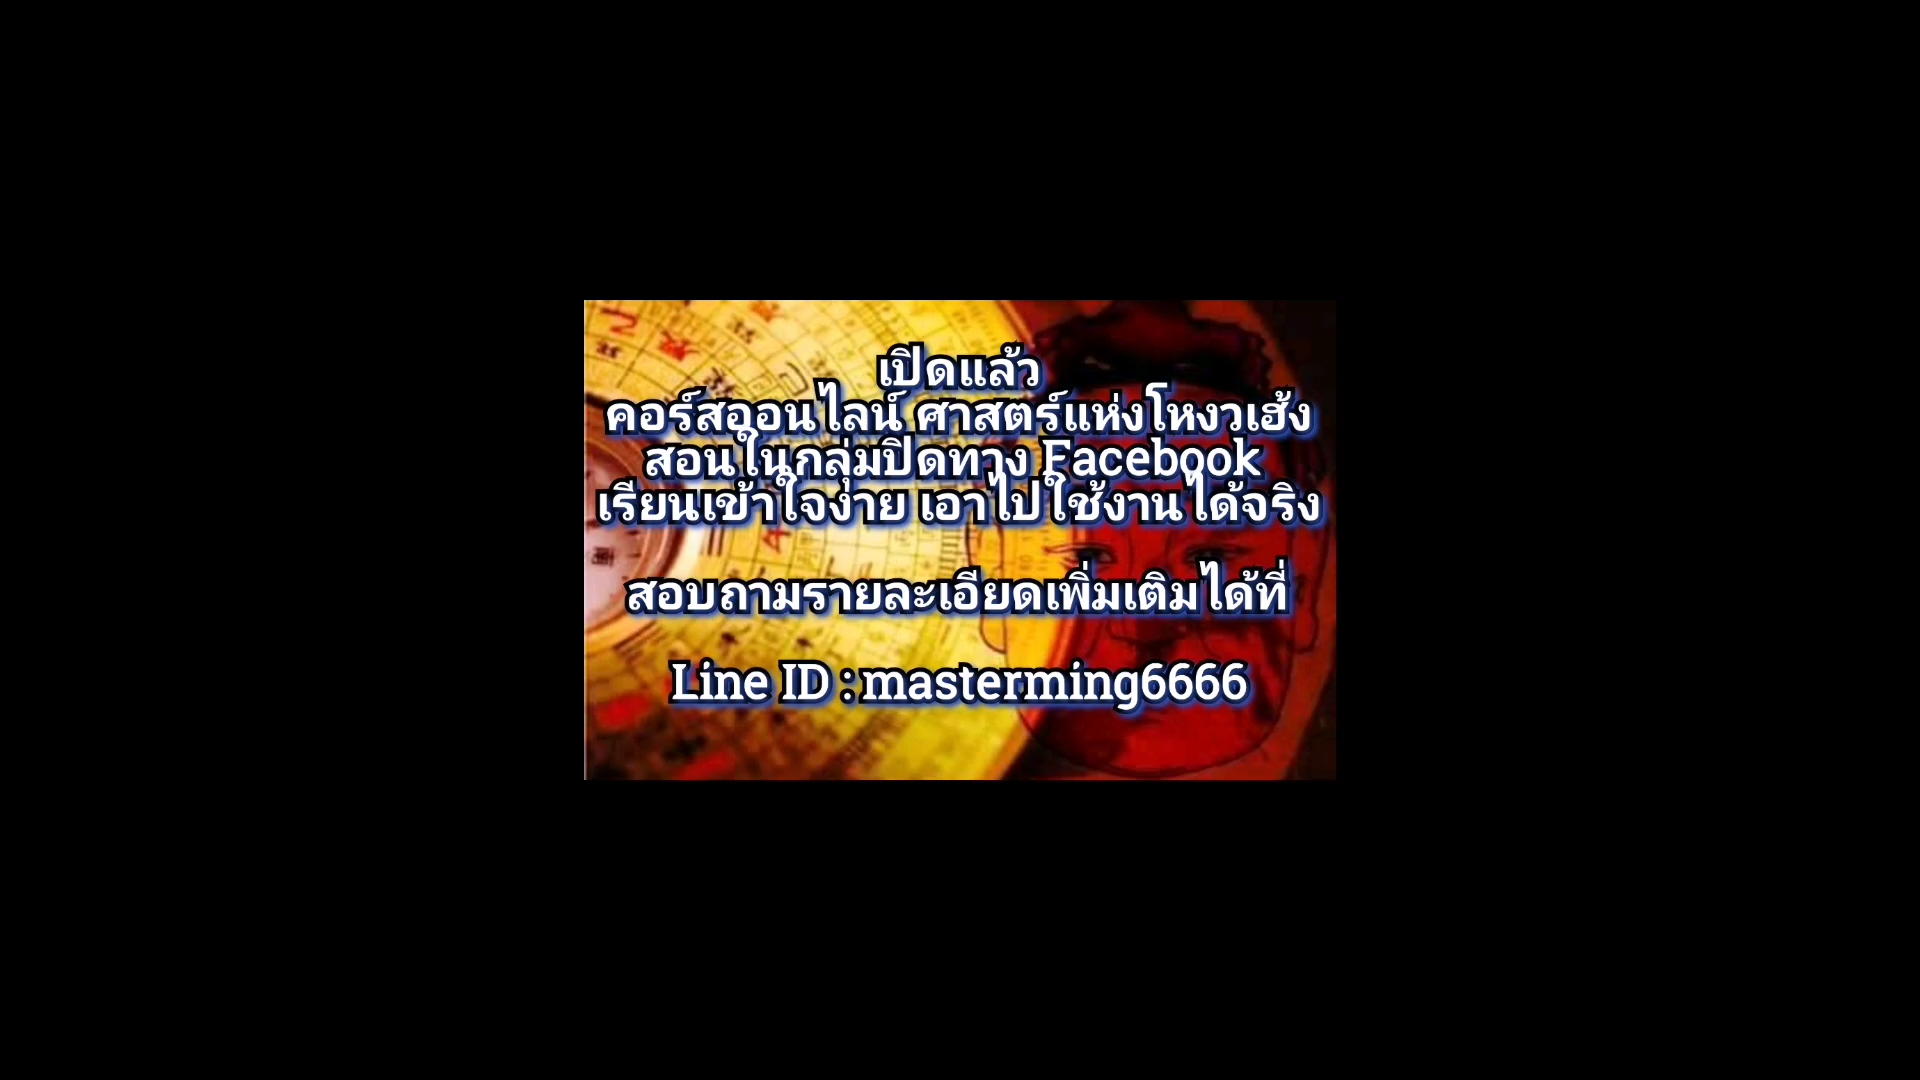 เปิดแล้ว
คอร์สออนไลน์ ศาสตร์แห่งโหงวเฮ้ง
สอนในกลุ่มปิดทาง Facebook
เรียนเข้าใจง่าย เอาไปใช้งานได้จริง
สอบถามรายละเอียดเพิ่มเติมได้ที่
Line ID : masterming6666